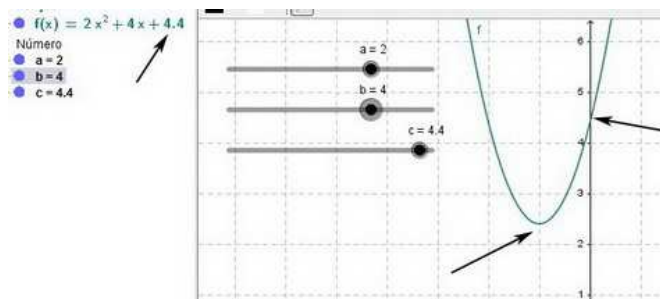 f(x) = 2 x² + 4 x + 4.4
Número
a = 2
b = 4
c = 4.4
a = 2
b = 4
c = 4.4
f
6
5
4
3
2
1